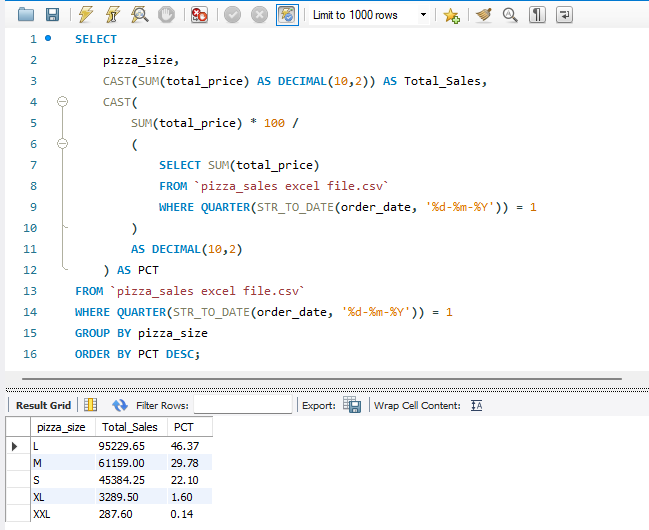 Limit to 1000 rows
1 SELECT
2 pizza_size,
3 CAST(SUM(total_price) AS DECIMAL(10,2)) AS Total_Sales,
4 CAST(
5 SUM(total_price) * 100 /
6 (
7 SELECT SUM(total_price)
8 FROM `pizza_sales excel file.csv`
9 WHERE QUARTER(STR_TO_DATE(order_date, '%d-%m-%Y')) = 1
10 )
11 AS DECIMAL(10,2)
12 ) AS PCT
13 FROM `pizza_sales excel file.csv`
14 WHERE QUARTER(STR_TO_DATE(order_date, '%d-%m-%Y')) = 1
15 GROUP BY pizza_size
16 ORDER BY PCT DESC;
Result Grid Filter Rows: Export: Wrap Cell Content: IA
pizza_size Total_Sales PCT
L 95229.65 46.37
M 61159.00 29.78
S 45384.25 22.10
XL 3289.50 1.60
XXL 287.60 0.14